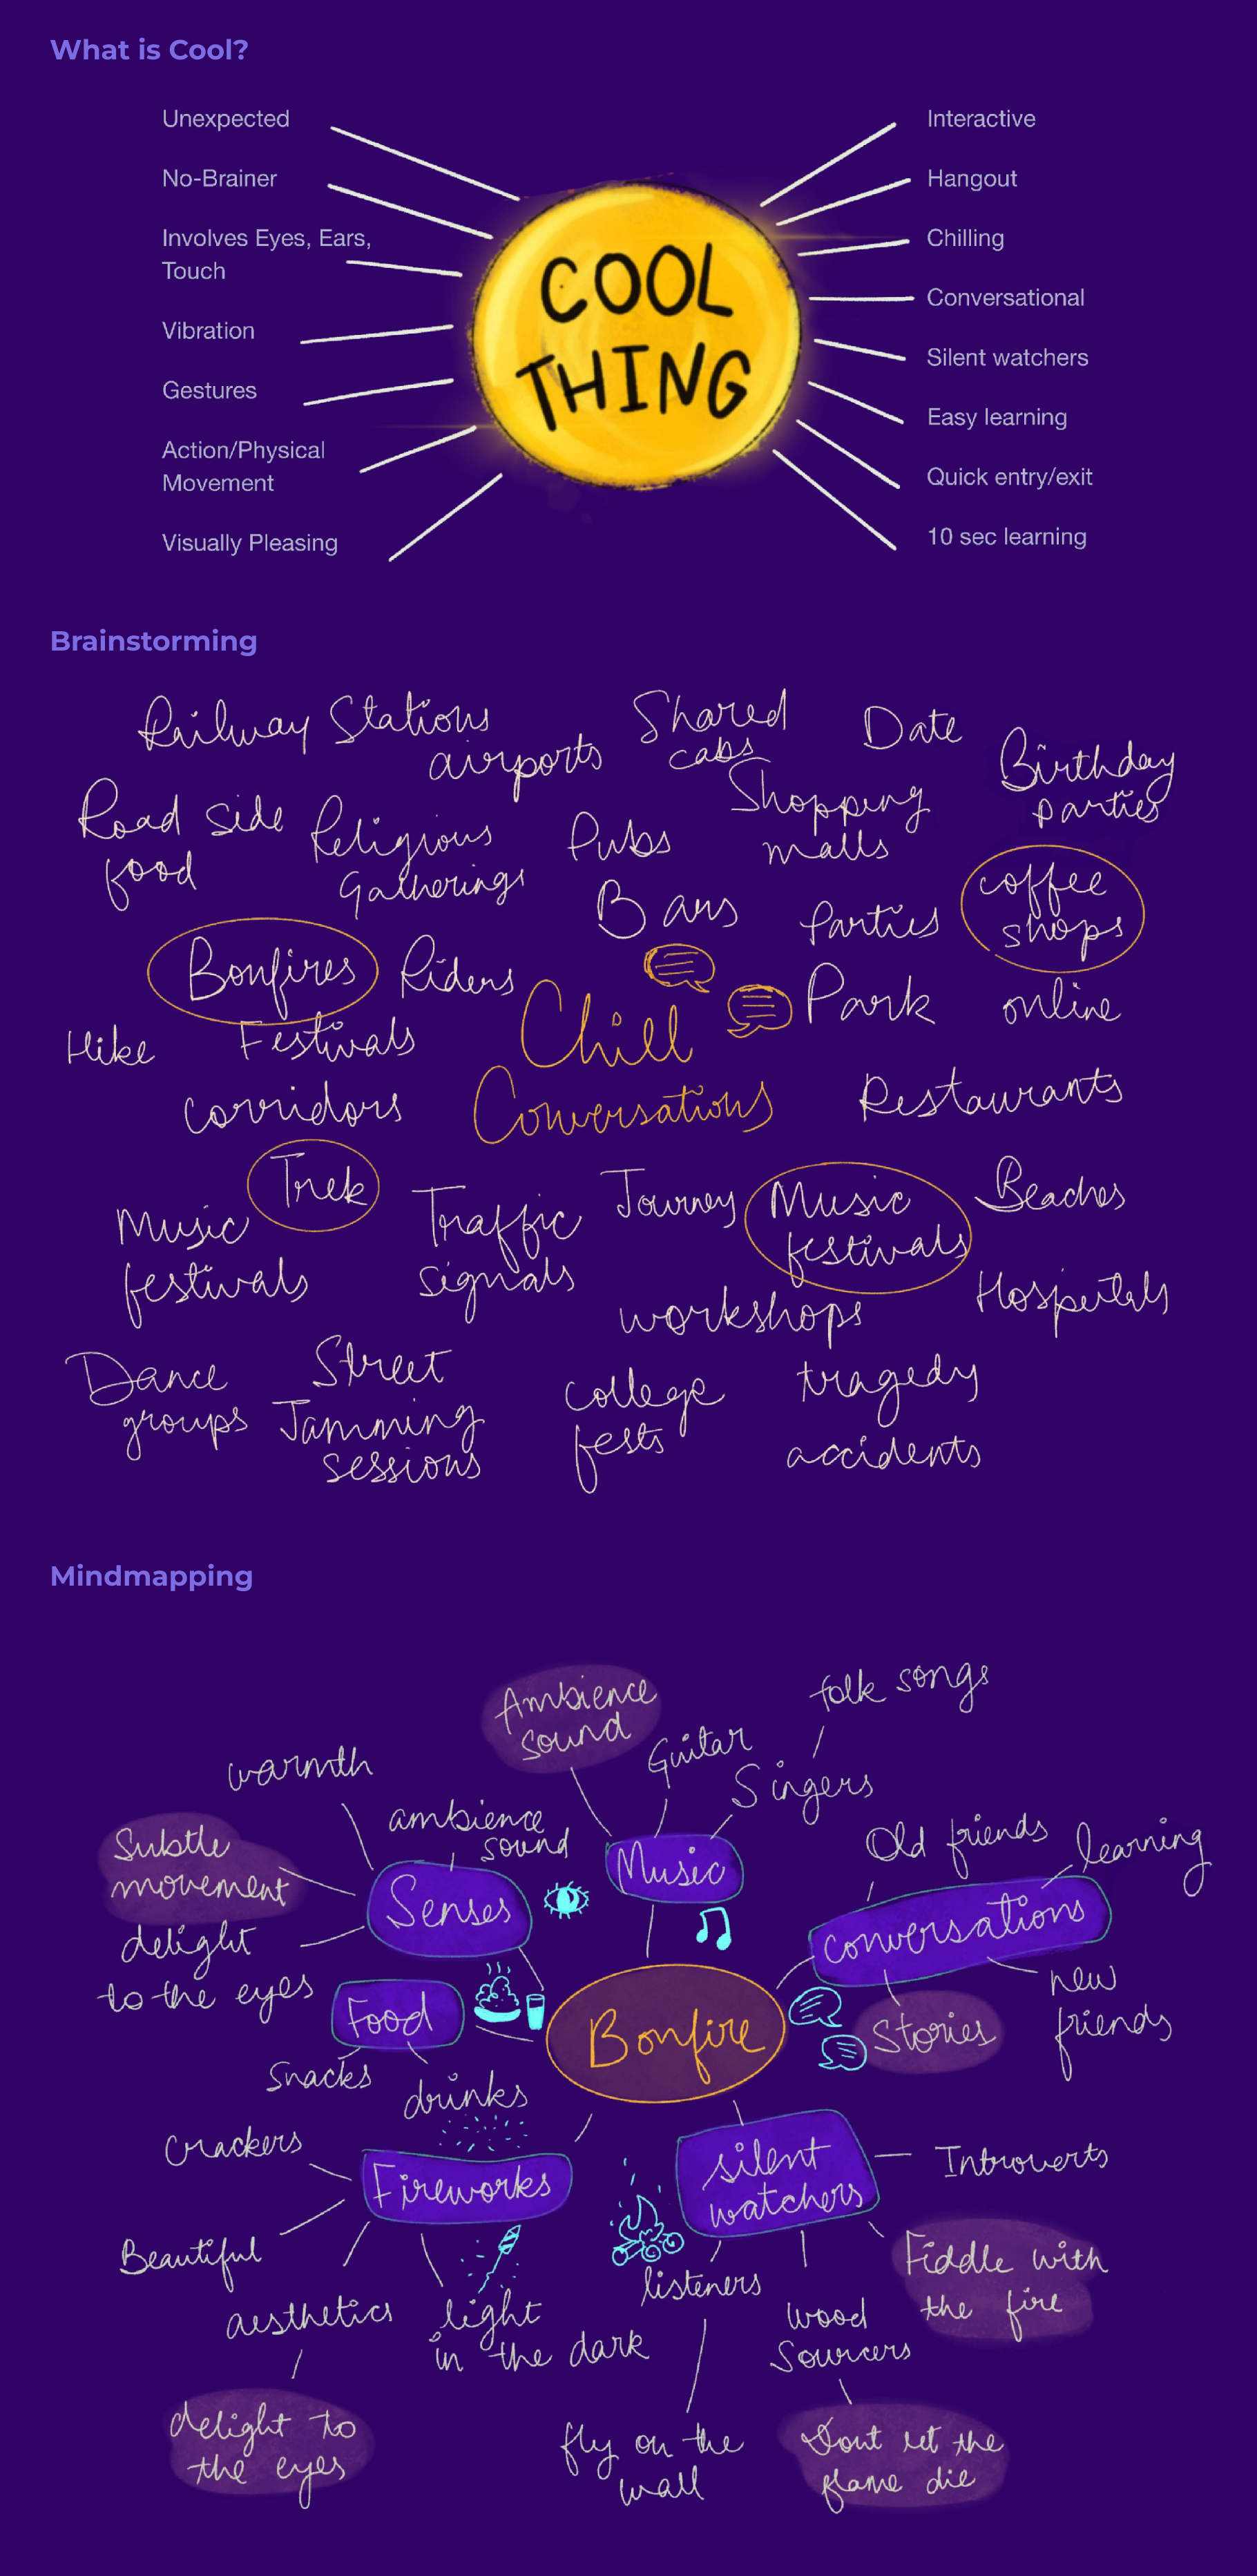 What is Cool?
Unexpected
No-Brainer
Involves Eyes, Ears,
Touch
Vibration
Gestures
Action/Physical
Movement
Visually Pleasing
COOL
THING
Interactive
Hangout
Chilling
Conversational
Silent watchers
Easy learning
Quick entry/exit
10 sec learning
Brainstorming
Railway Stations
airports
Shared
cabs
Date
Birthday
parties
Road side
food
Religious
Gatherings
Pubs
Shopping
malls
Bars
Parties
coffee
shops
Bonfires
Riders
Chill
Conversations
Park
online
Hike
Festivals
corridors
Restaurants
Trek
Music
festivals
Traffic
signals
Journey
Music
festivals
Beaches
workshops
Hospitals
Dance
groups
Street
Jamming
sessions
college
fests
tragedy
accidents
Mindmapping
Ambience
sound
Guitar
Singers
folk songs
warmth
ambience
sound
Subtle
movement
delight
to the eyes
Senses
Music
Old friends
learning
conversations
new
friends
Stories
Food
Snacks
drinks
Bonfire
Crackers
Fireworks
Beautiful
aesthetics
light
in the dark
delight to
the eyes
silent
watchers
Introverts
Fiddle with
the fire
listeners
wood
Sourcers
fly on the
wall
Dont let the
flame die